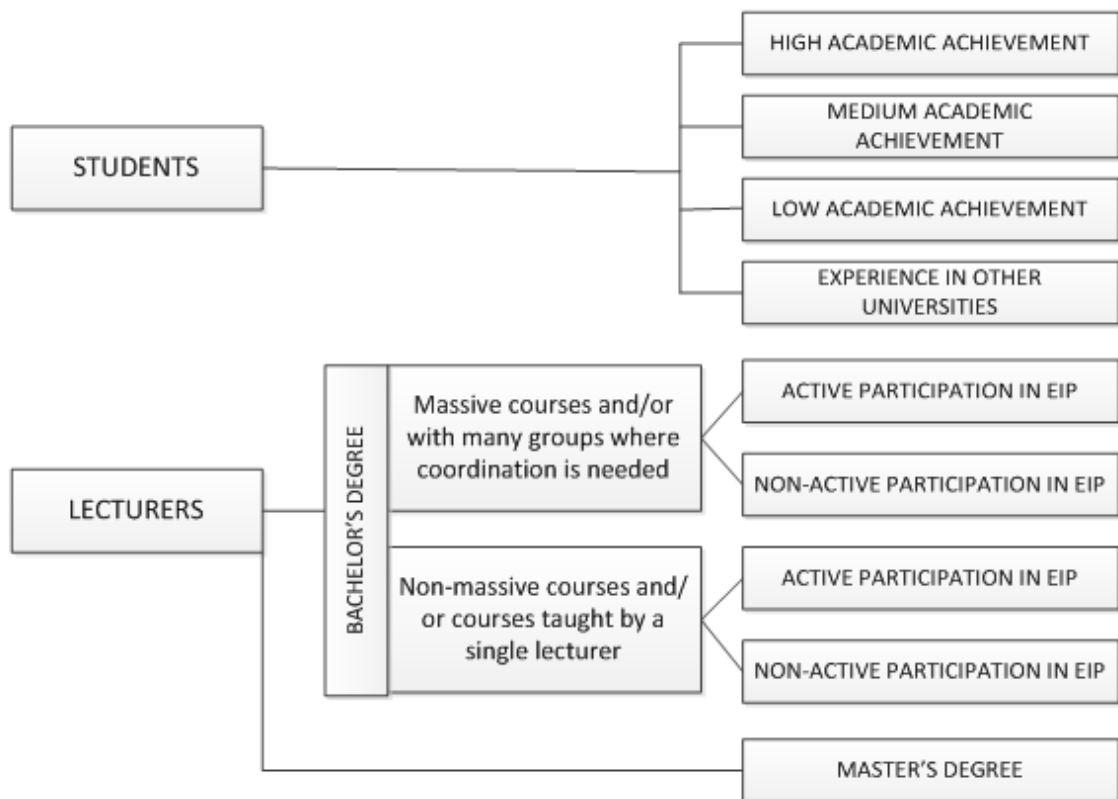 STUDENTS
HIGH ACADEMIC ACHIEVEMENT
MEDIUM ACADEMIC
ACHIEVEMENT
LOW ACADEMIC ACHIEVEMENT
EXPERIENCE IN OTHER
UNIVERSITIES
LECTURERS
BACHELOR'S DEGREE
Massive courses and/or
with many groups where
coordination is needed
ACTIVE PARTICIPATION IN EIP
NON-ACTIVE PARTICIPATION IN EIP
Non-massive courses and/
or courses taught by a
single lecturer
ACTIVE PARTICIPATION IN EIP
NON-ACTIVE PARTICIPATION IN EIP
MASTER'S DEGREE